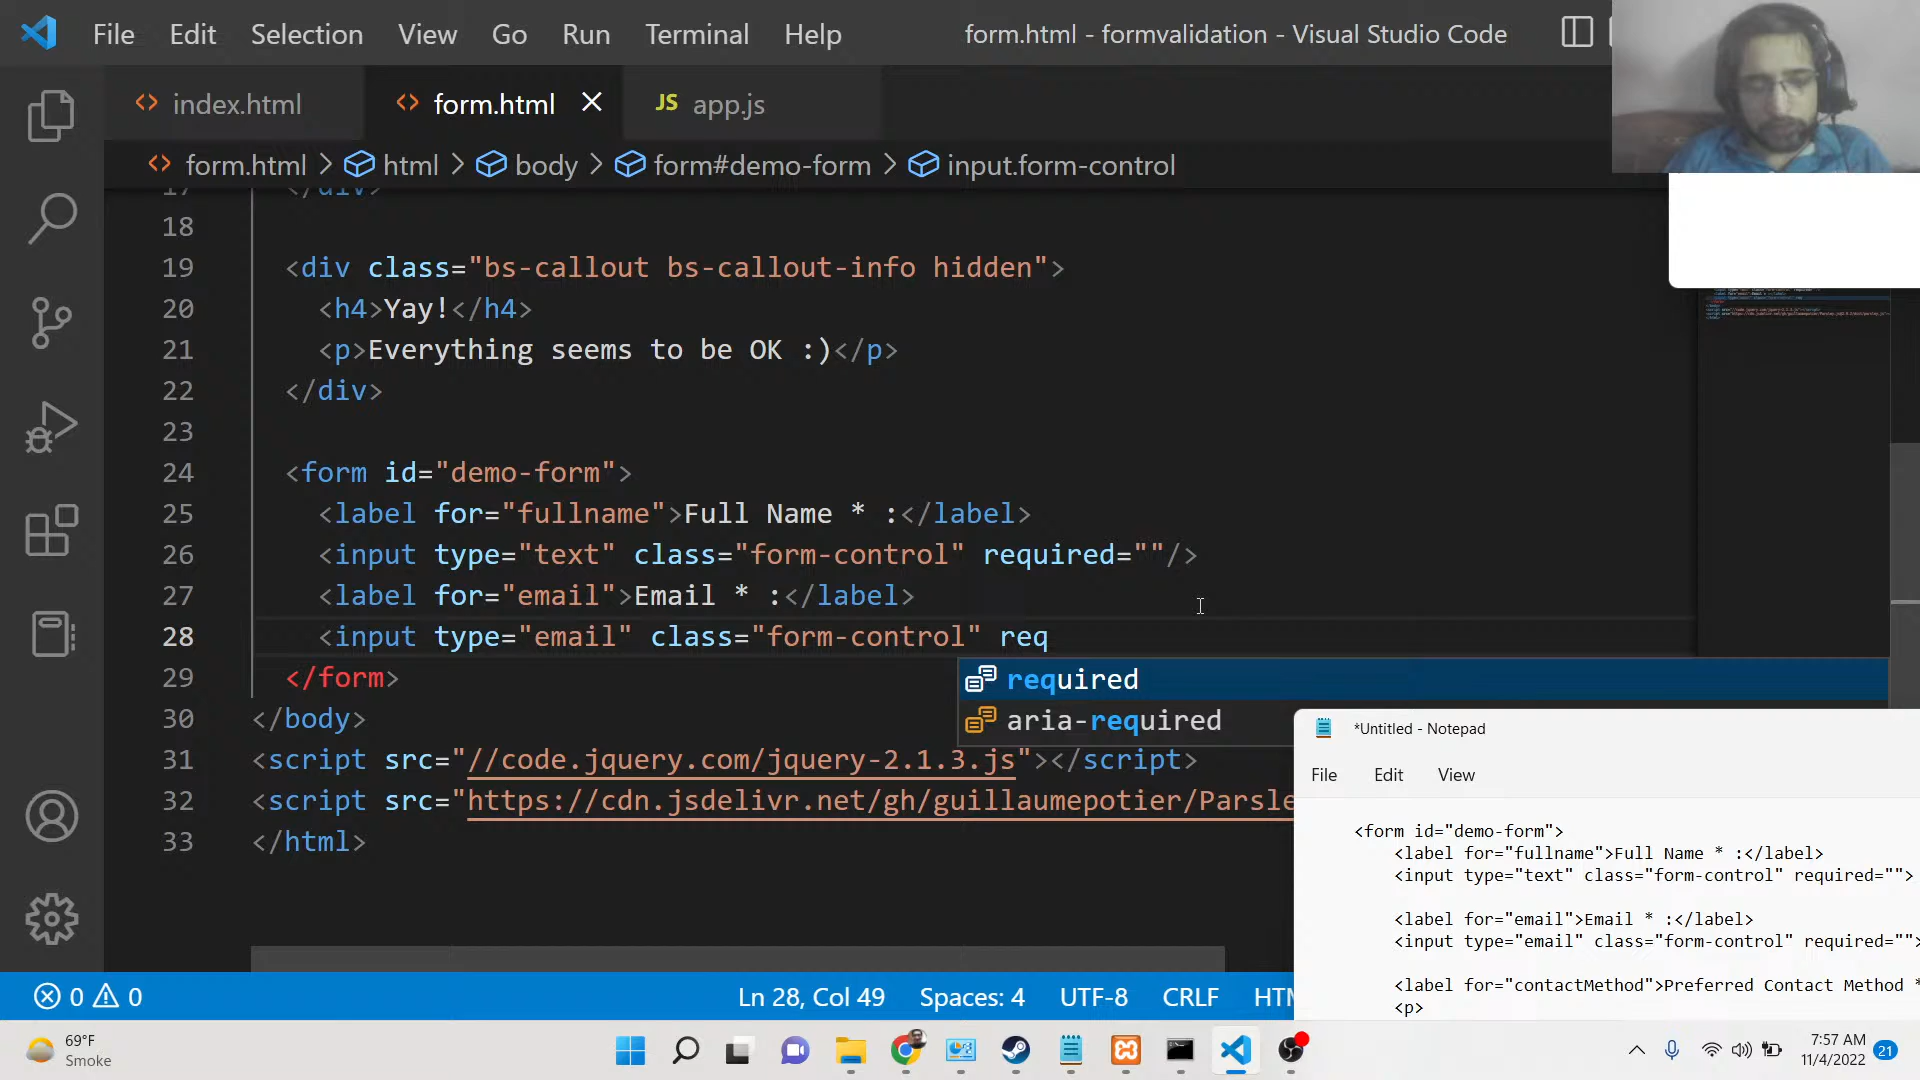 File Edit Selection View Go Run Terminal Help form.html - formvalidation - Visual Studio Code
index.html form.html JS app.js
form.html > html > body > form#demo-form > input.form-control
17 </div>
18
19 <div class="bs-callout bs-callout-info hidden">
20 <h4>Yay!</h4>
21 <p>Everything seems to be OK :)</p>
22 </div>
23
24 <form id="demo-form">
25 <label for="fullname">Full Name * :</label>
26 <input type="text" class="form-control" required=""/>
27 <label for="email">Email * :</label>
28 <input type="email" class="form-control" req
required
aria-required
29 </form>
30 </body>
31 <script src="//code.jquery.com/jquery-2.1.3.js"></script>
32 <script src="https://cdn.jsdelivr.net/gh/guillaumepotier/Parsle
33 </html>
*Untitled - Notepad
File Edit View
<form id="demo-form">
<label for="fullname">Full Name * :</label>
<input type="text" class="form-control" required="">
<label for="email">Email * :</label>
<input type="email" class="form-control" required="">
<label for="contactMethod">Preferred Contact Method *
<p>
0 0 Ln 28, Col 49 Spaces: 4 UTF-8 CRLF HTM
69°F
Smoke
7:57 AM
11/4/2022
21